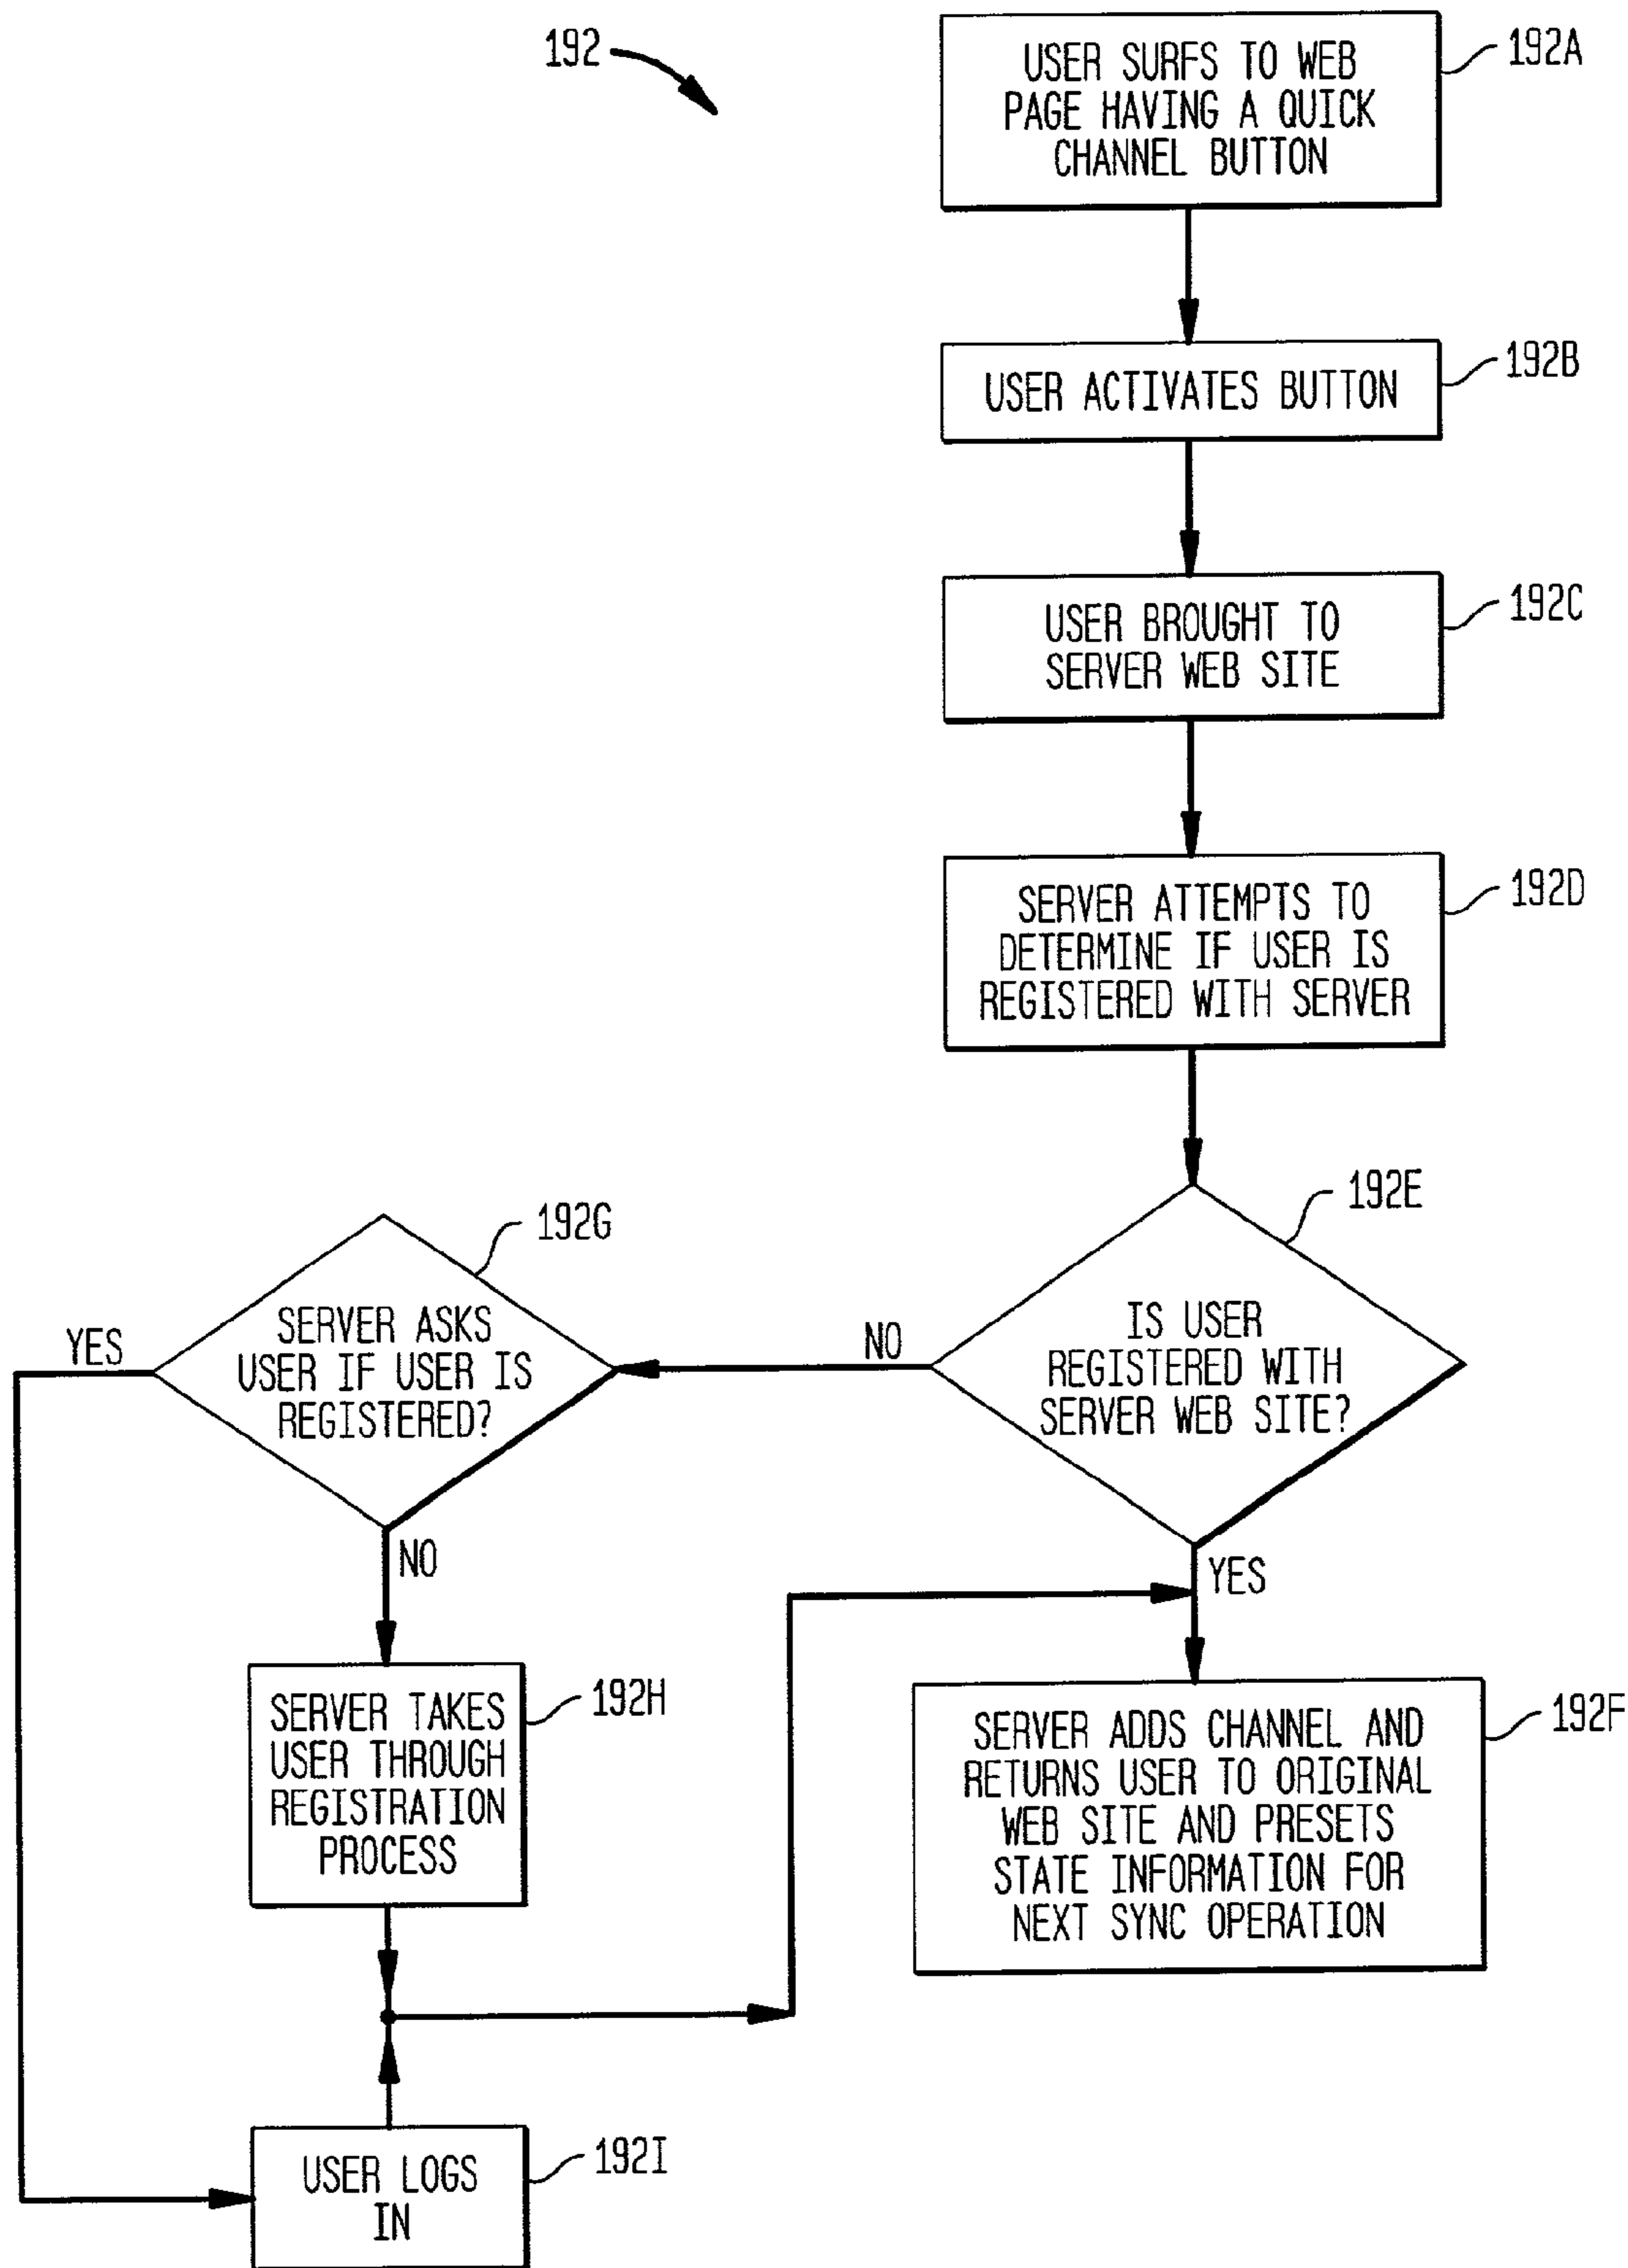 192
USER SURFS TO WEB
PAGE HAVING A QUICK
CHANNEL BUTTON
192A
USER ACTIVATES BUTTON
192B
USER BROUGHT TO
SERVER WEB SITE
192C
SERVER ATTEMPTS TO
DETERMINE IF USER IS
REGISTERED WITH SERVER
192D
IS USER
REGISTERED WITH
SERVER WEB SITE?
192E
NO
YES
SERVER ASKS
USER IF USER IS
REGISTERED?
192G
YES
NO
SERVER TAKES
USER THROUGH
REGISTRATION
PROCESS
192H
SERVER ADDS CHANNEL AND
RETURNS USER TO ORIGINAL
WEB SITE AND PRESETS
STATE INFORMATION FOR
NEXT SYNC OPERATION
192F
USER LOGS
IN
192I